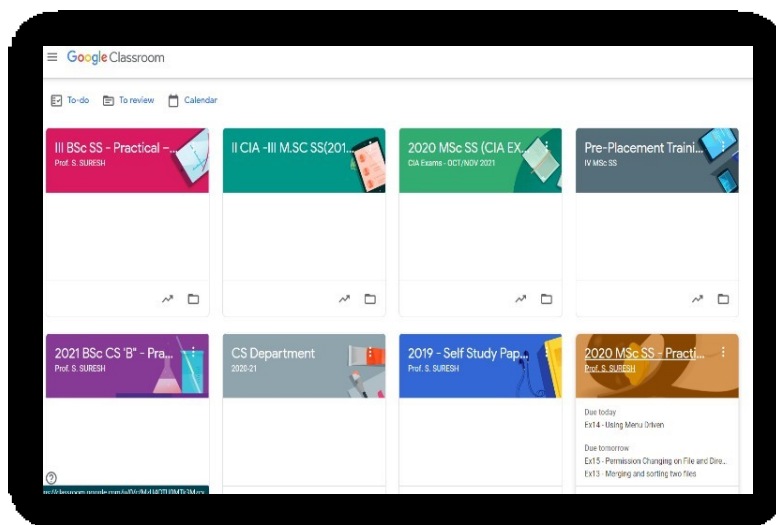 Google Classroom
To-do To review Calendar
III BSc SS - Practical -...
Prof. S. SURESH
II CIA -III M.SC SS(201...
2020 MSc SS (CIA EX...
CIA Exams - OCT/NOV 2021
Pre-Placement Traini...
IV MSc SS
2021 BSc CS 'B" - Pra...
Prof. S. SURESH
CS Department
2020-21
2019 - Self Study Pap...
Prof. S. SURESH
2020 MSc SS - Practi...
Prof. S. SURESH
Due today
Ex14 - Using Menu Driven
Due tomorrow
Ex15 - Permission Changing on File and Dire...
Ex13 - Merging and sorting two files